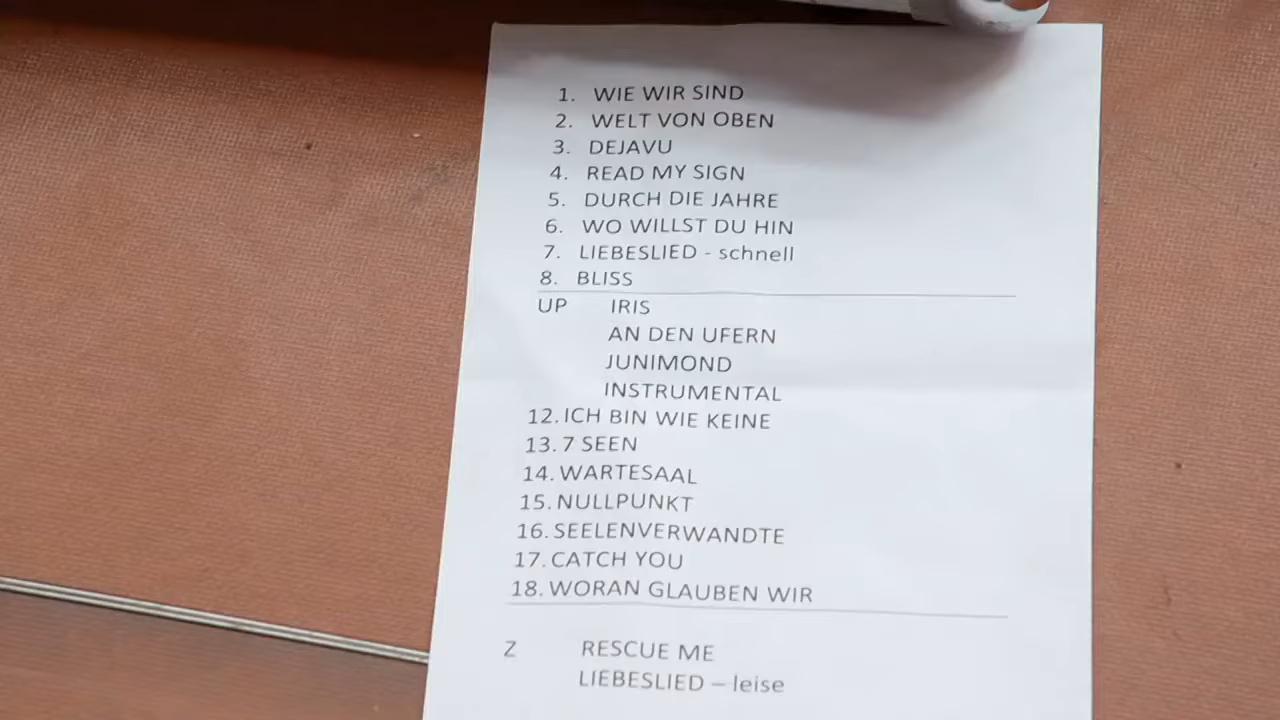 1. WIE WIR SIND
2. WELT VON OBEN
3. DEJAVU
4. READ MY SIGN
5. DURCH DIE JAHRE
6. WO WILLST DU HIN
7. LIEBESLIED - schnell
8. BLISS
UP IRIS
AN DEN UFERN
JUNIMOND
INSTRUMENTAL
12. ICH BIN WIE KEINE
13. 7 SEEN
14. WARTESAAL
15. NULLPUNKT
16. SEELENVERWANDTE
17. CATCH YOU
18. WORAN GLAUBEN WIR
Z RESCUE ME
LIEBESLIED – leise